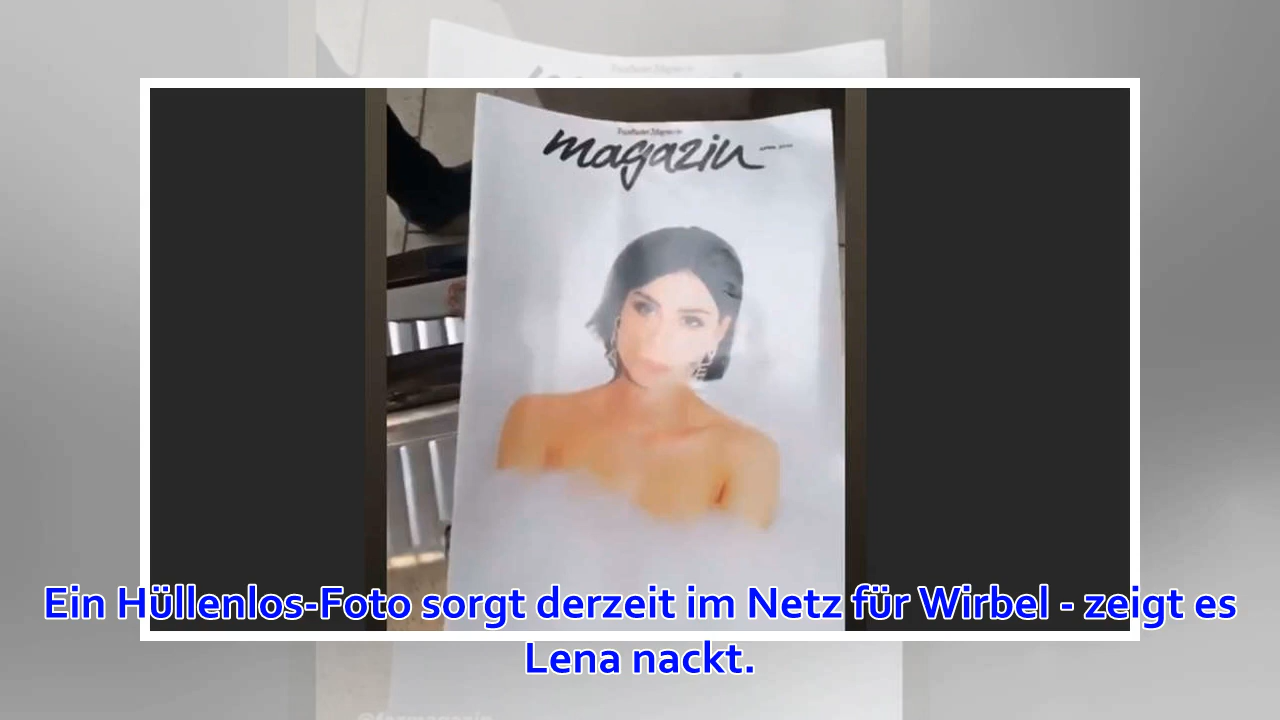 magazin
Ein Hüllenlos-Foto sorgt derzeit im Netz für Wirbel - zeigt es
Lena nackt.